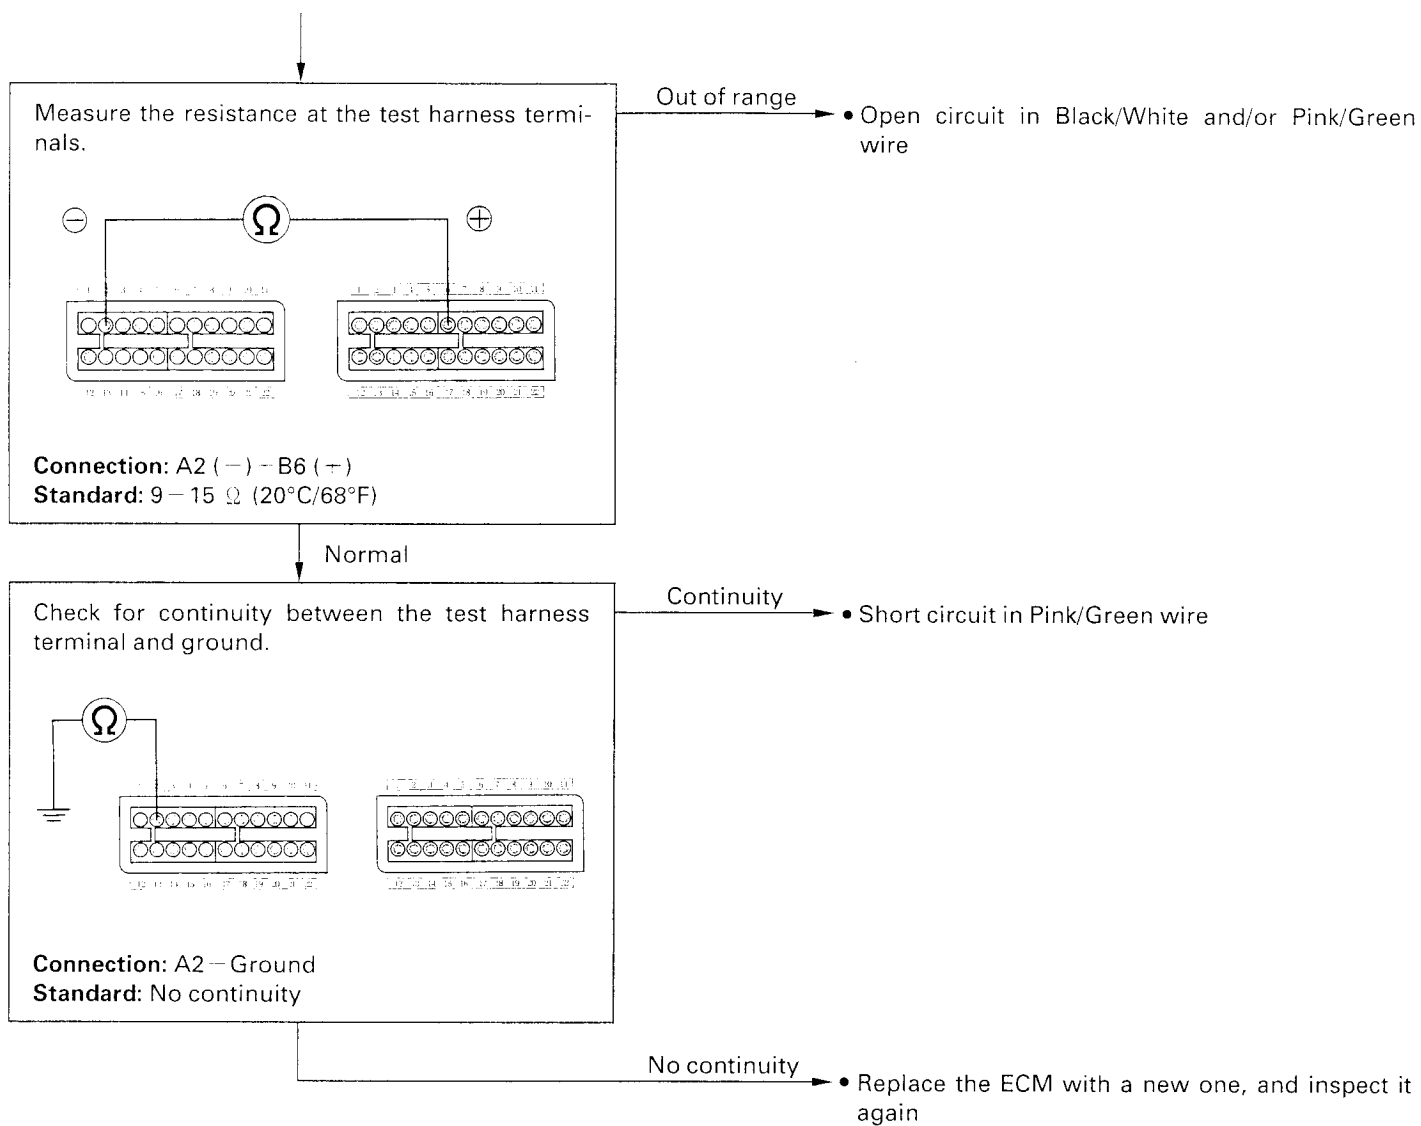 Measure the resistance at the test harness termi-
nals.
Out of range
• Open circuit in Black/White and/or Pink/Green
wire
− Ω +
Connection: A2 (−) – B6 (+)
Standard: 9 – 15 Ω (20°C/68°F)
Normal
Check for continuity between the test harness
terminal and ground.
Continuity
• Short circuit in Pink/Green wire
Ω
Connection: A2 – Ground
Standard: No continuity
No continuity
• Replace the ECM with a new one, and inspect it
again